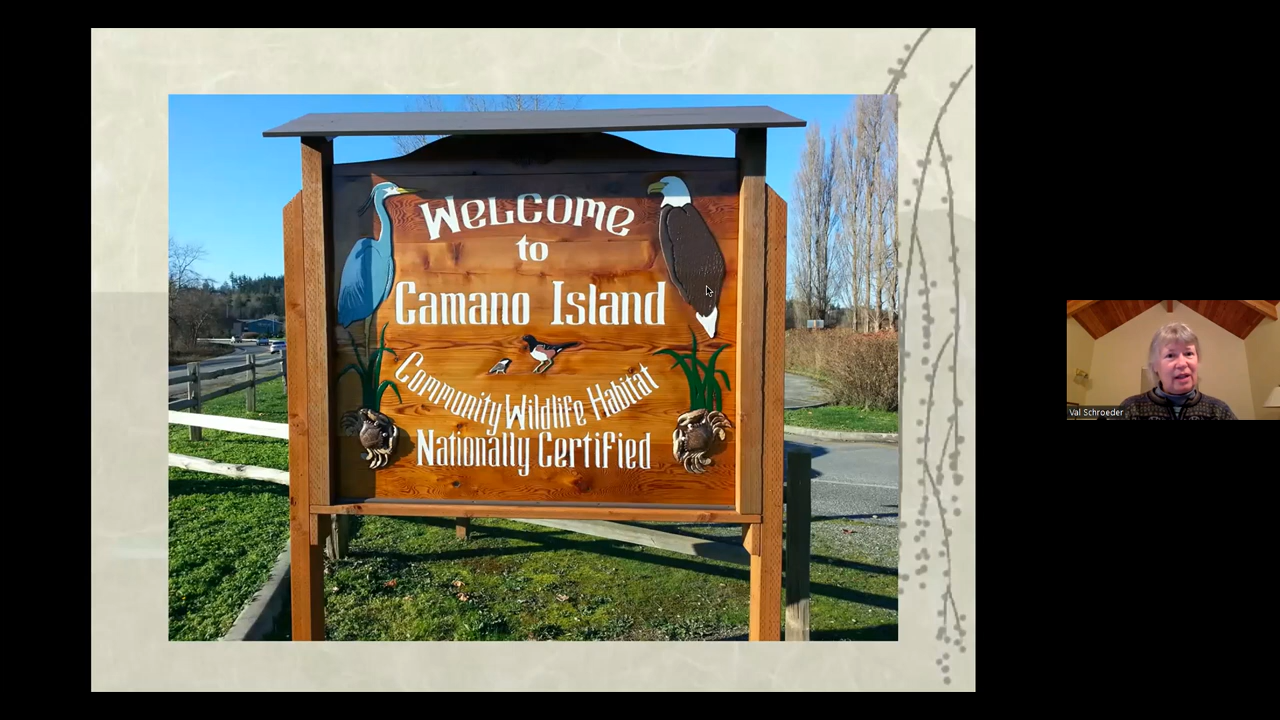 WELCOME
to
Camano Island
Community Wildlife Habitat
Nationally Certified
Val Schroeder